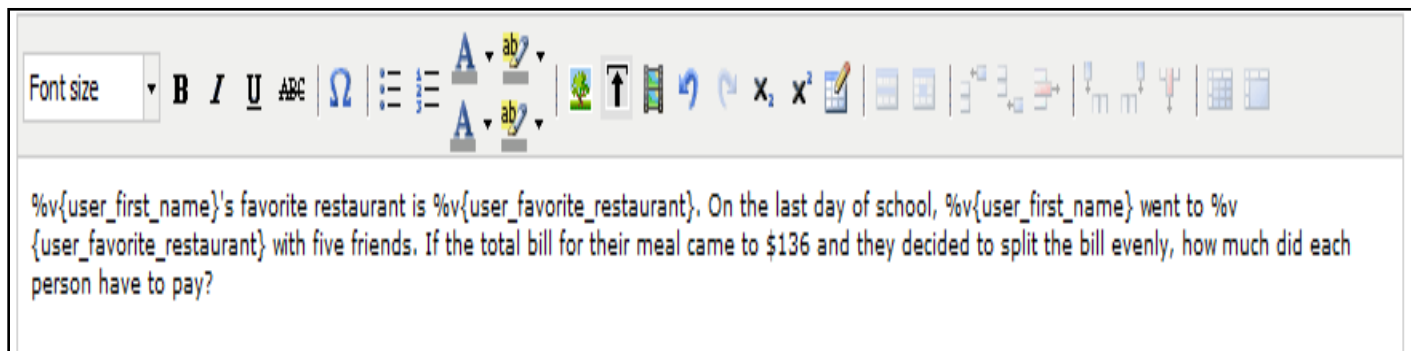 Font size B I U ABC Ω A ab A ab X₂ X²
%v{user_first_name}'s favorite restaurant is %v{user_favorite_restaurant}. On the last day of school, %v{user_first_name} went to %v
{user_favorite_restaurant} with five friends. If the total bill for their meal came to $136 and they decided to split the bill evenly, how much did each
person have to pay?